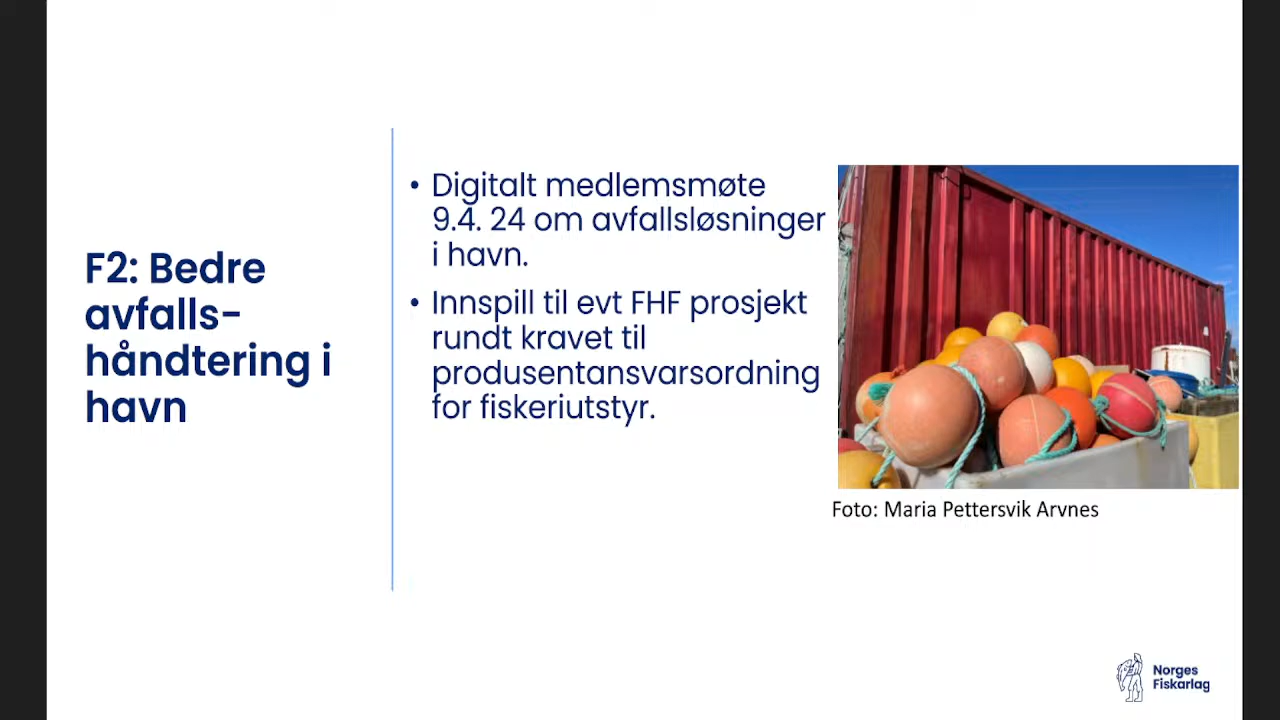 F2: Bedre
avfalls-
håndtering i
havn
• Digitalt medlemsmøte
9.4. 24 om avfallsløsninger
i havn.
• Innspill til evt FHF prosjekt
rundt kravet til
produsentansvarsordning
for fiskeriutstyr.
Foto: Maria Pettersvik Arvnes
Norges
Fiskarlag